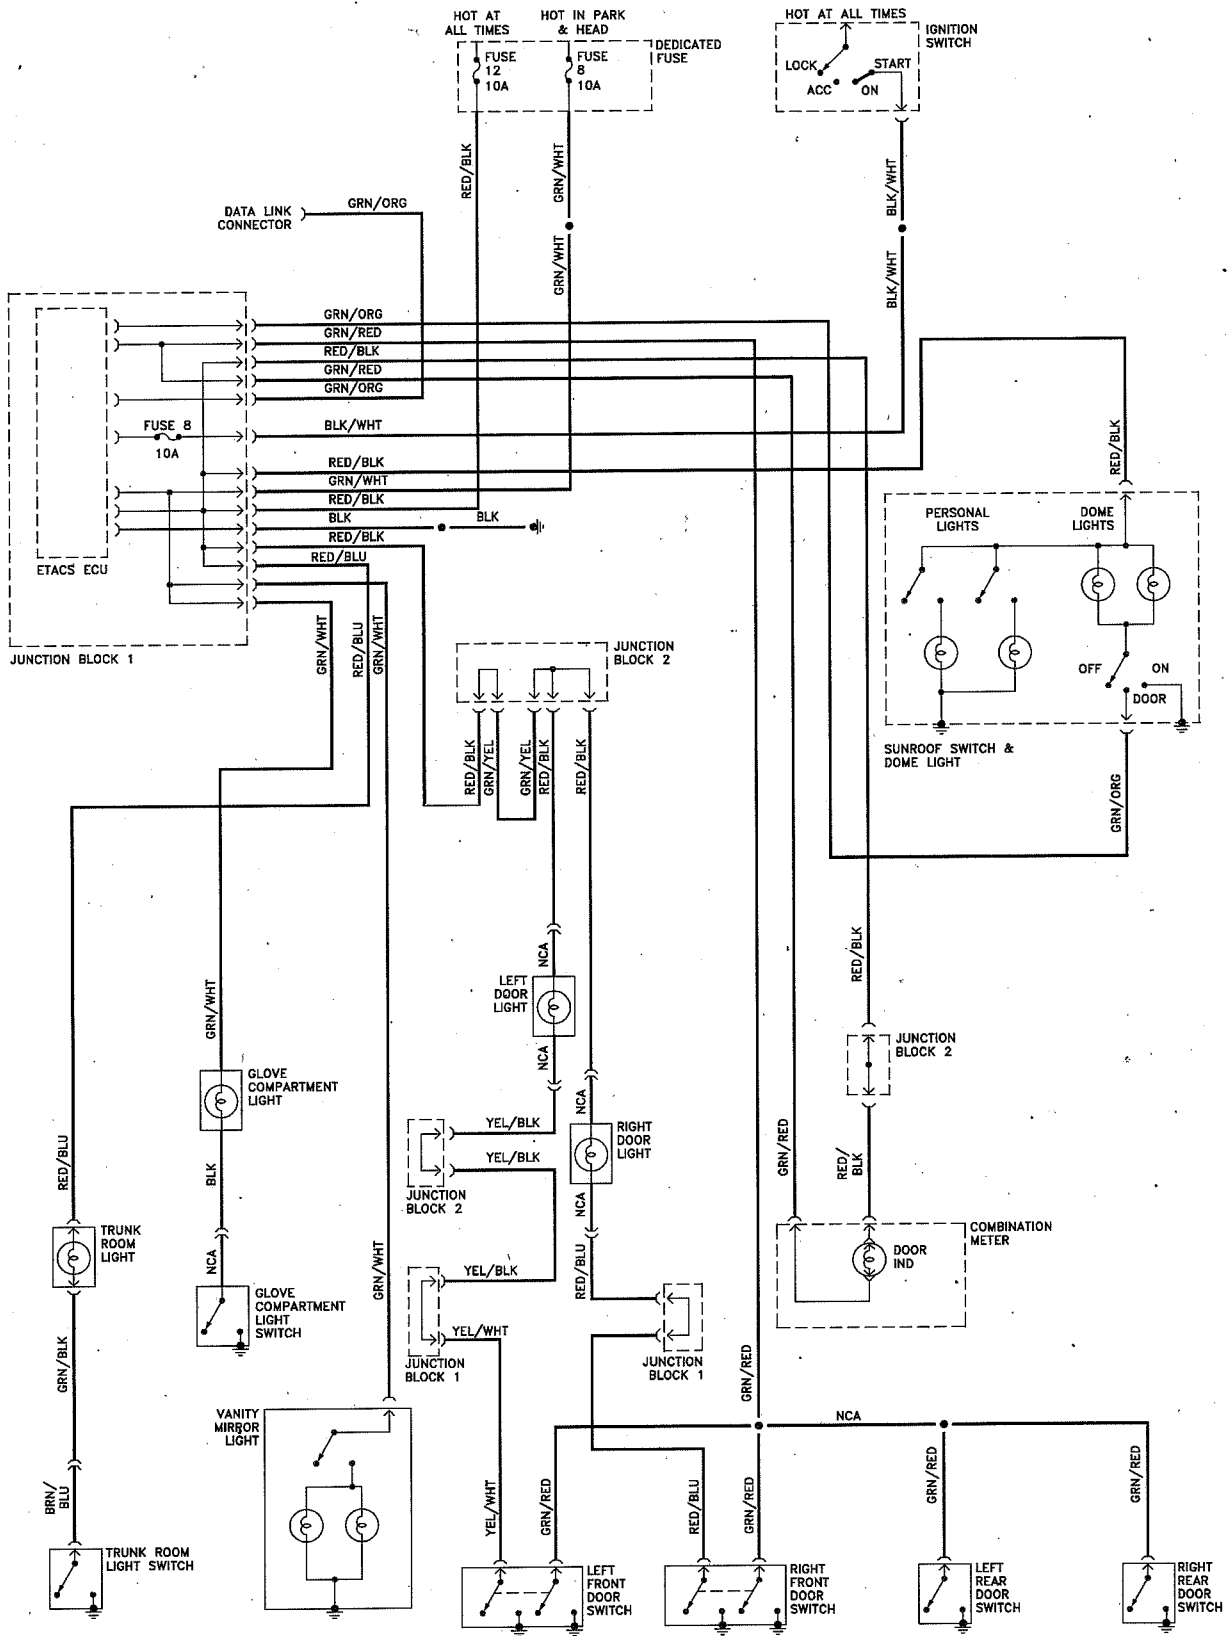 HOT AT
ALL TIMES
HOT IN PARK
& HEAD
HOT AT ALL TIMES
DEDICATED
FUSE
FUSE
12
10A
FUSE
8
10A
IGNITION
SWITCH
LOCK
START
ACC
ON
RED/BLK
GRN/WHT
BLK/WHT
DATA LINK
CONNECTOR
GRN/ORG
GRN/WHT
BLK/WHT
GRN/ORG
GRN/RED
RED/BLK
GRN/RED
GRN/ORG
FUSE 8
10A
BLK/WHT
RED/BLK
GRN/WHT
RED/BLK
BLK
BLK
RED/BLK
RED/BLU
ETACS ECU
JUNCTION BLOCK 1
RED/BLK
PERSONAL
LIGHTS
DOME
LIGHTS
OFF
ON
DOOR
SUNROOF SWITCH &
DOME LIGHT
GRN/WHT
RED/BLU
GRN/WHT
JUNCTION
BLOCK 2
RED/BLK
GRN/YEL
GRN/YEL
RED/BLK
RED/BLK
GRN/ORG
NCA
LEFT
DOOR
LIGHT
NCA
RED/BLK
GRN/WHT
JUNCTION
BLOCK 2
GLOVE
COMPARTMENT
LIGHT
NCA
YEL/BLK
YEL/BLK
RIGHT
DOOR
LIGHT
JUNCTION
BLOCK 2
RED/BLU
BLK
GRN/RED
RED/
BLK
NCA
TRUNK
ROOM
LIGHT
NCA
GRN/WHT
YEL/BLK
RED/BLU
COMBINATION
METER
DOOR
IND
GLOVE
COMPARTMENT
LIGHT
SWITCH
YEL/WHT
JUNCTION
BLOCK 1
JUNCTION
BLOCK 1
GRN/BLK
GRN/RED
VANITY
MIRROR
LIGHT
NCA
BRN/
BLU
YEL/WHT
GRN/RED
RED/BLU
GRN/RED
GRN/RED
GRN/RED
TRUNK ROOM
LIGHT SWITCH
LEFT
FRONT
DOOR
SWITCH
RIGHT
FRONT
DOOR
SWITCH
LEFT
REAR
DOOR
SWITCH
RIGHT
REAR
DOOR
SWITCH